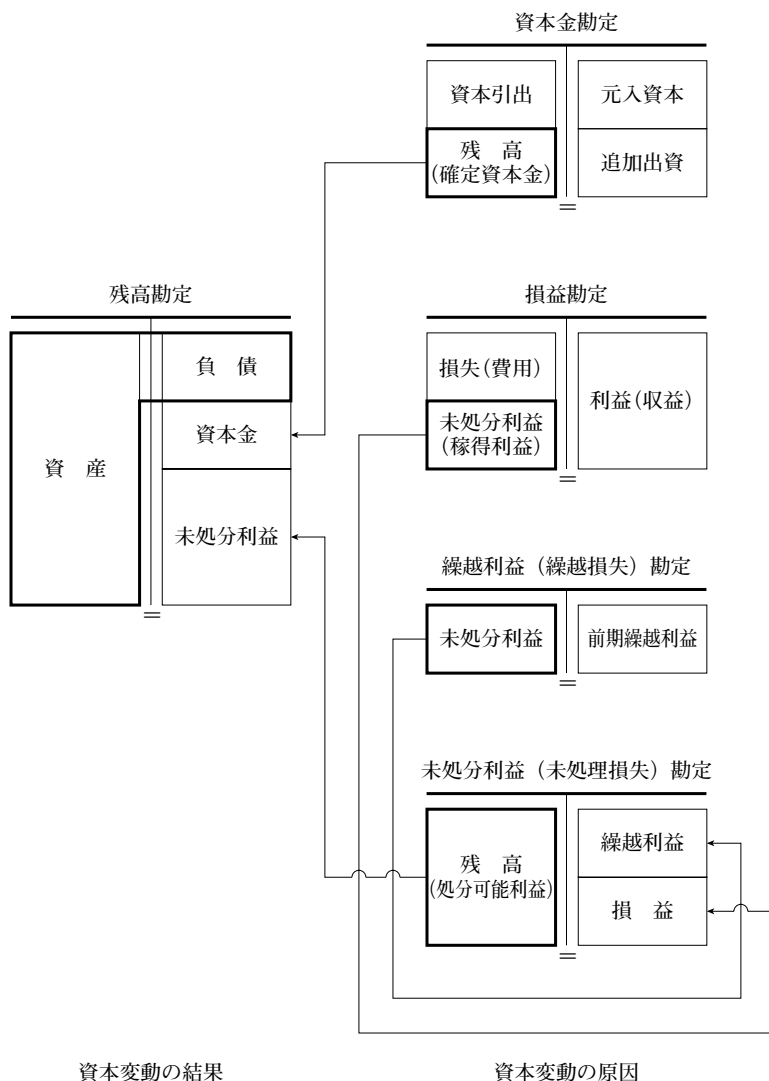 資本金勘定
資本引出
元入資本
残　高
(確定資本金)
追加出資
残高勘定
資　産
負　債
資本金
未処分利益
損益勘定
損失(費用)
利益(収益)
未処分利益
(稼得利益)
繰越利益（繰越損失）勘定
未処分利益
前期繰越利益
未処分利益（未処理損失）勘定
残　高
(処分可能利益)
繰越利益
損　益
資本変動の結果
資本変動の原因